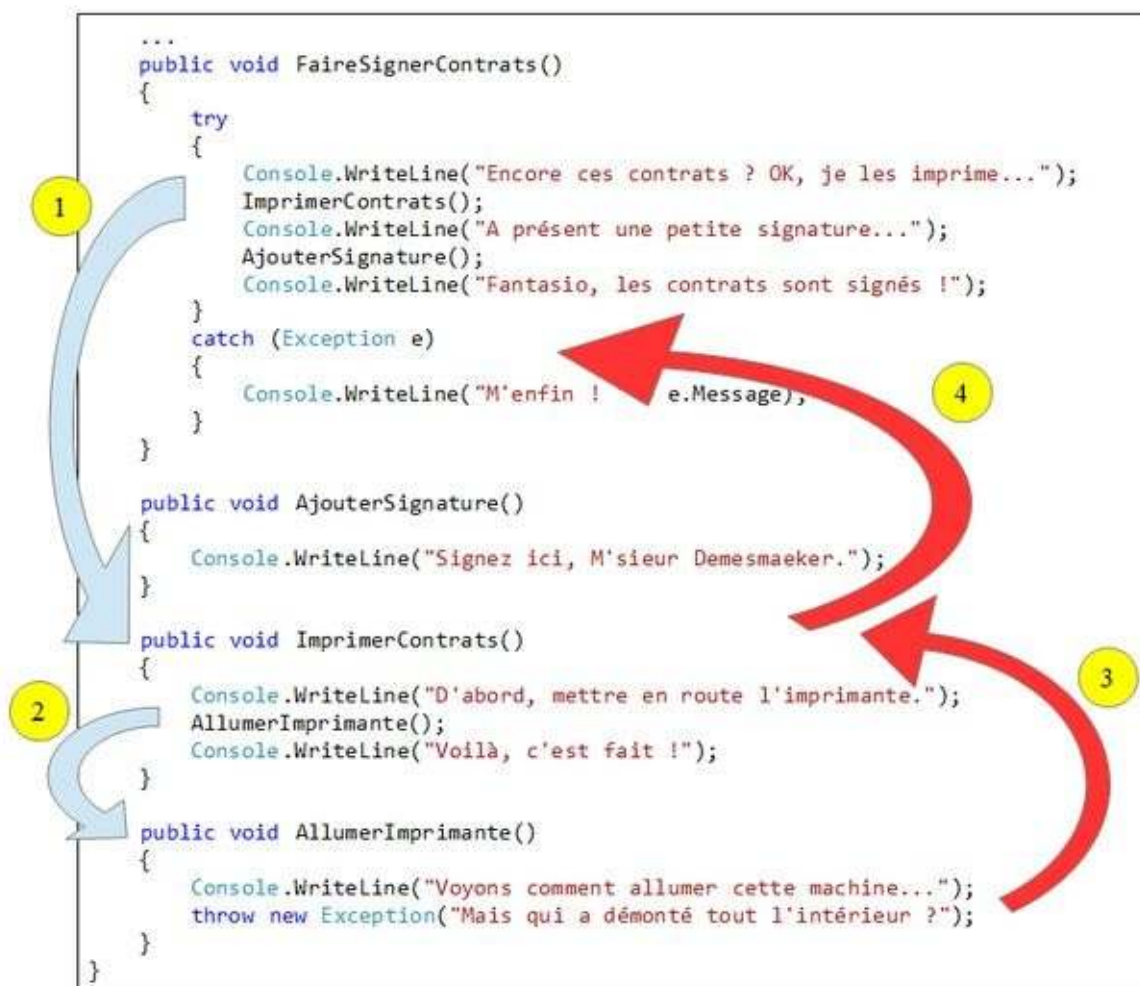 ...
public void FaireSignerContrats()
{
try
{
Console.WriteLine("Encore ces contrats ? OK, je les imprime...");
ImprimerContrats();
Console.WriteLine("A présent une petite signature...");
AjouterSignature();
Console.WriteLine("Fantasio, les contrats sont signés !");
}
catch (Exception e)
{
Console.WriteLine("M'enfin ! e.Message),
}
}
public void AjouterSignature()
{
Console.WriteLine("Signez ici, M'sieur Demesmaeker.");
}
public void ImprimerContrats()
{
Console.WriteLine("D'abord, mettre en route l'imprimante.");
AllumerImprimante();
Console.WriteLine("Voilà, c'est fait !");
}
public void AllumerImprimante()
{
Console.WriteLine("Voyons comment allumer cette machine...");
throw new Exception("Mais qui a démonté tout l'intérieur ?");
}
}
1
2
3
4